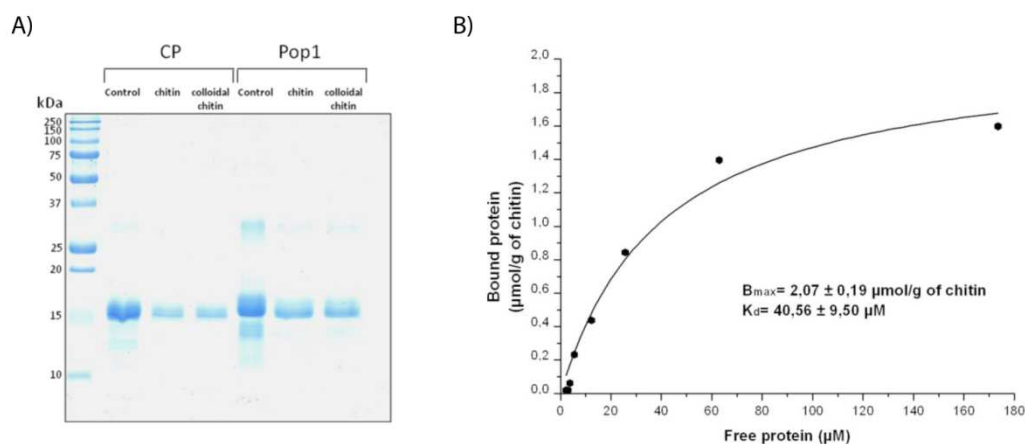 A)
CP
Pop1
Control
chitin
colloidal
chitin
Control
chitin
colloidal
chitin
kDa
250
150
100
75
50
37
25
20
15
10
B)
2.0
1.8
1.6
1.4
1.2
1.0
0.8
0.6
0.4
0.2
0.0
Bound protein
(µmol/g of chitin)
Bmax= 2,07 ± 0,19 µmol/g of chitin
Kd= 40,56 ± 9,50 µM
0 20 40 60 80 100 120 140 160 180
Free protein (µM)